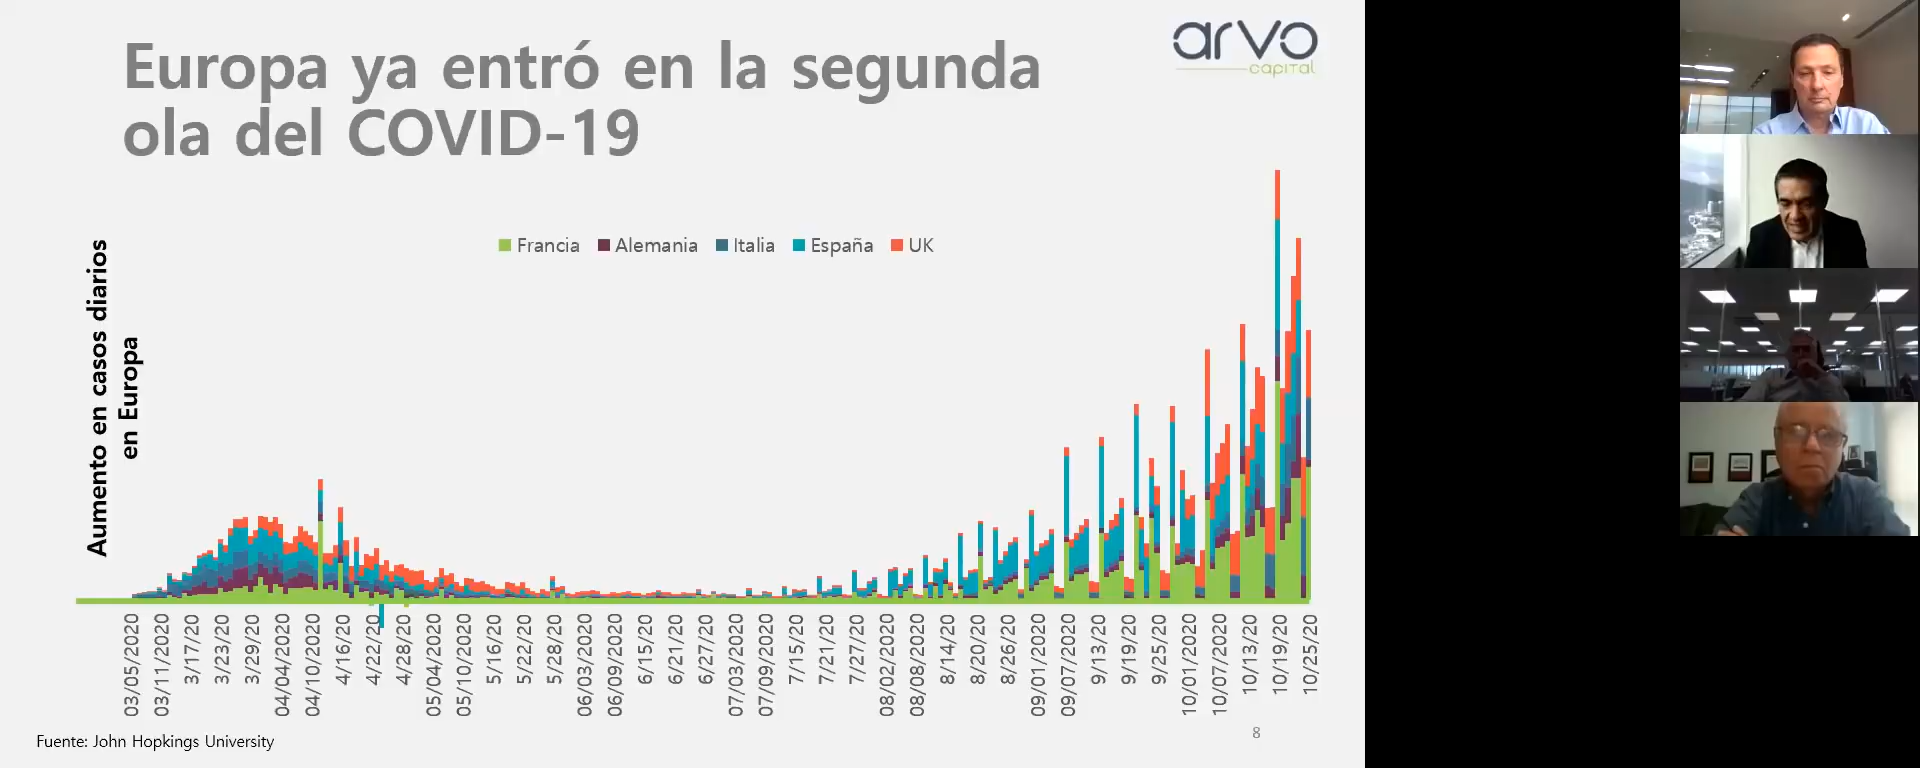 Europa ya entró en la segunda
ola del COVID-19
arvo
capital
Aumento en casos diarios
en Europa
Francia Alemania Italia España UK
03/05/2020 03/11/2020 3/17/20 3/23/20 3/29/20 04/04/2020 04/10/2020 4/16/20 4/22/20 4/28/20 05/04/2020 05/10/2020 5/16/20 5/22/20 5/28/20 06/03/2020 06/09/2020 6/15/20 6/21/20 6/27/20 07/03/2020 07/09/2020 7/15/20 7/21/20 7/27/20 08/02/2020 08/08/2020 8/14/20 8/20/20 8/26/20 09/01/2020 09/07/2020 9/13/20 9/19/20 9/25/20 10/01/2020 10/07/2020 10/13/20 10/19/20 10/25/20
Fuente: John Hopkings University
8